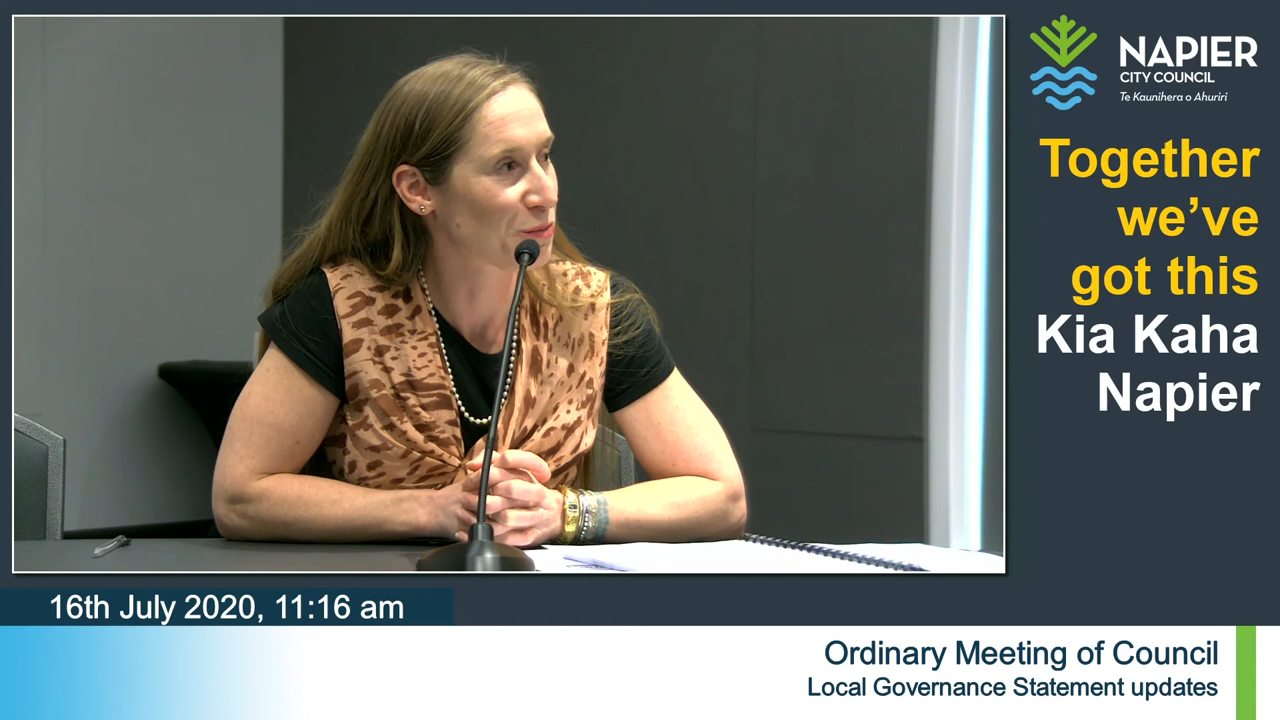 NAPIER
CITY COUNCIL
Te Kaunihera o Ahuriri
Together
we’ve
got this
Kia Kaha
Napier
16th July 2020, 11:16 am
Ordinary Meeting of Council
Local Governance Statement updates